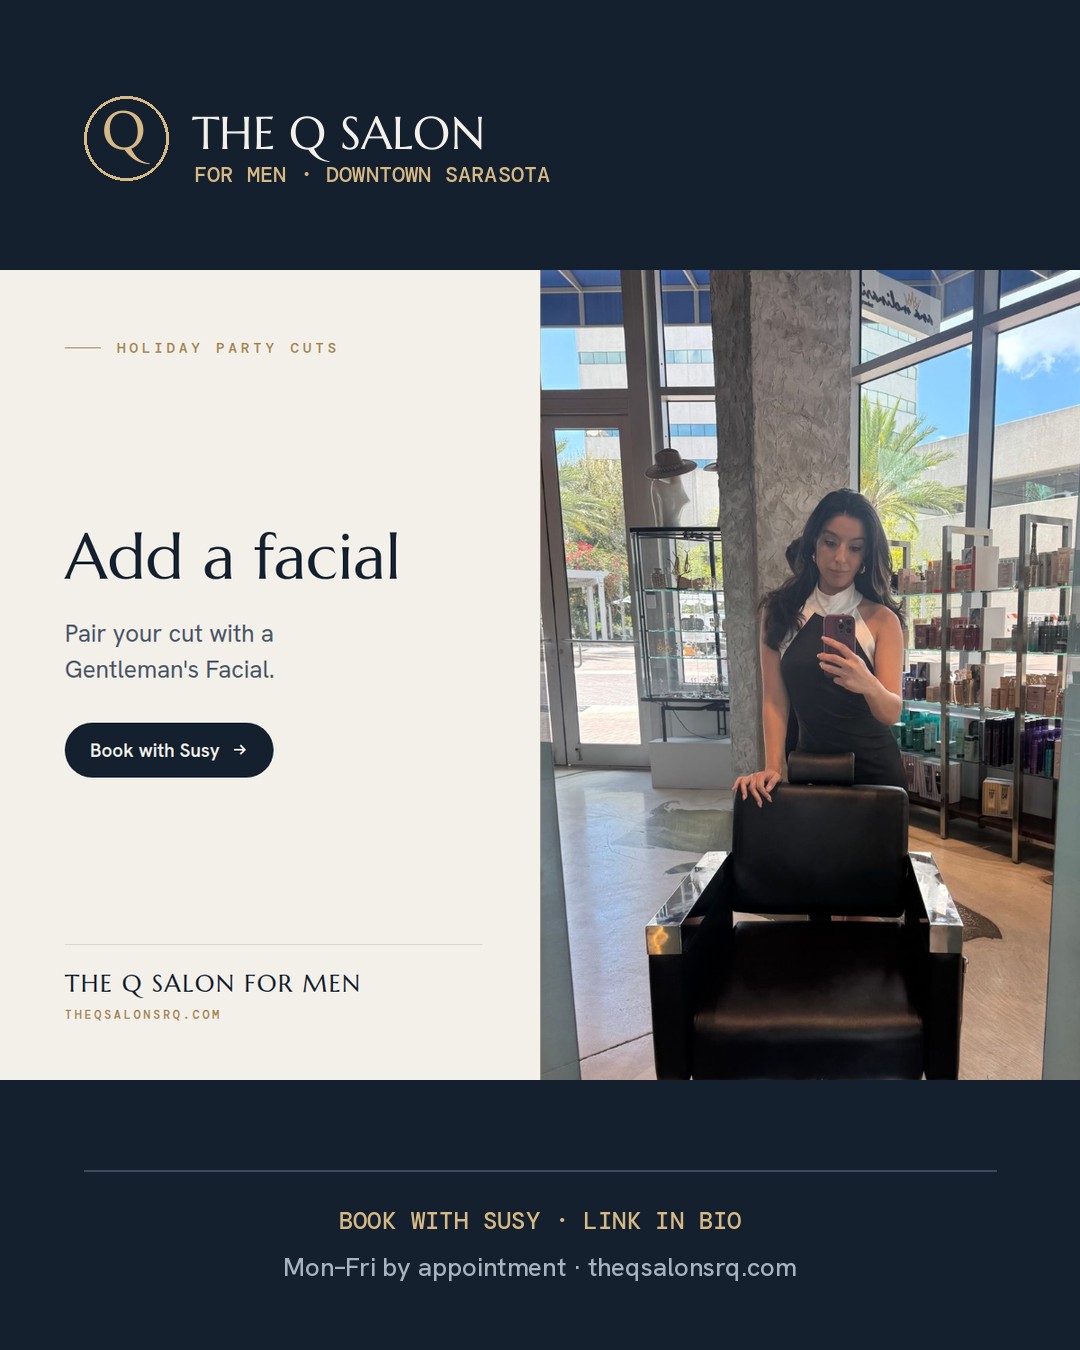 Q
THE Q SALON
FOR MEN · DOWNTOWN SARASOTA
HOLIDAY PARTY CUTS
Add a facial
Pair your cut with a
Gentleman's Facial.
Book with Susy →
THE Q SALON FOR MEN
THEQSALONSRQ.COM
BOOK WITH SUSY · LINK IN BIO
Mon–Fri by appointment · theqsalonsrq.com